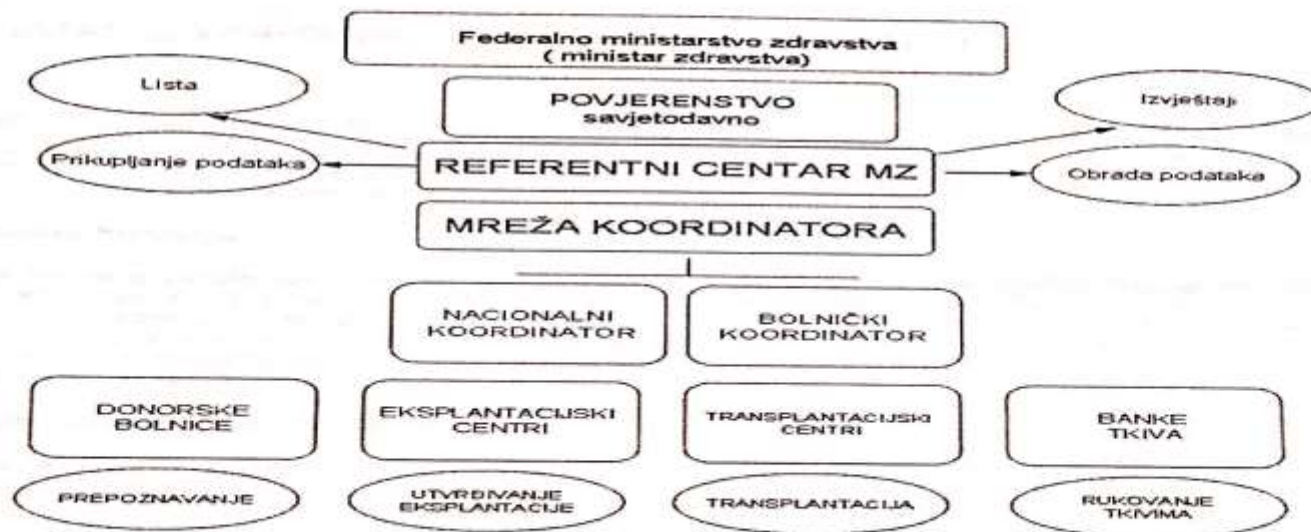 Federalno ministarstvo zdravstva
( ministar zdravstva)
Lista
POVJERENSTVO
savjetodavno
Izvještaji
Prikupljanje podataka
REFERENTNI CENTAR MZ
Obrada podataka
MREŽA KOORDINATORA
NACIONALNI
KOORDINATOR
BOLNIČKI
KOORDINATOR
DONORSKE
BOLNICE
EKSPLANTACIJSKI
CENTRI
TRANSPLANTACIJSKI
CENTRI
BANKE
TKIVA
PREPOZNAVANJE
UTVRĐIVANJE
EKSPLANTACIJE
TRANSPLANTACIJA
RUKOVANJE
TKIVIMA